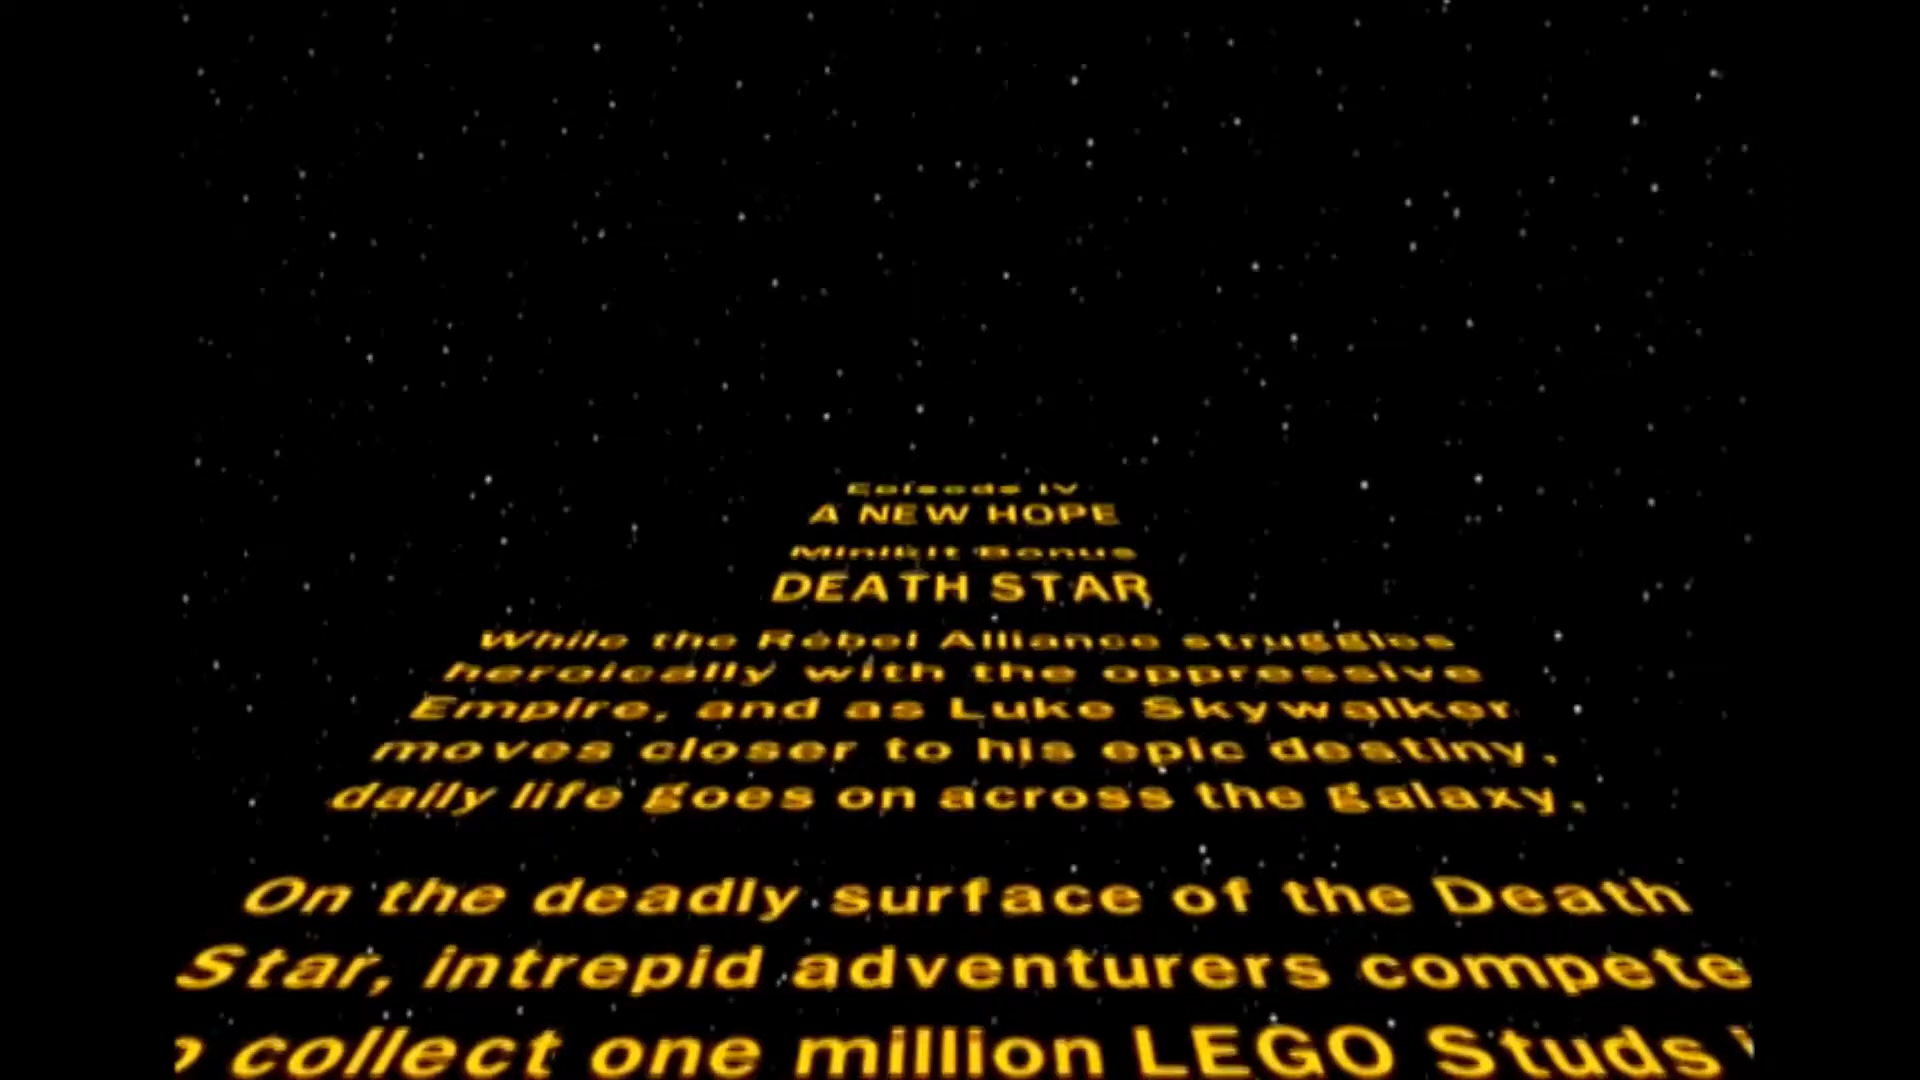 Episode IV
A NEW HOPE
Minikit Bonus
DEATH STAR
While the Rebel Alliance struggles
heroically with the oppressive
Empire, and as Luke Skywalker
moves closer to his epic destiny,
daily life goes on across the galaxy.
On the deadly surface of the Death
Star, intrepid adventurers compete
collect one million LEGO Studs